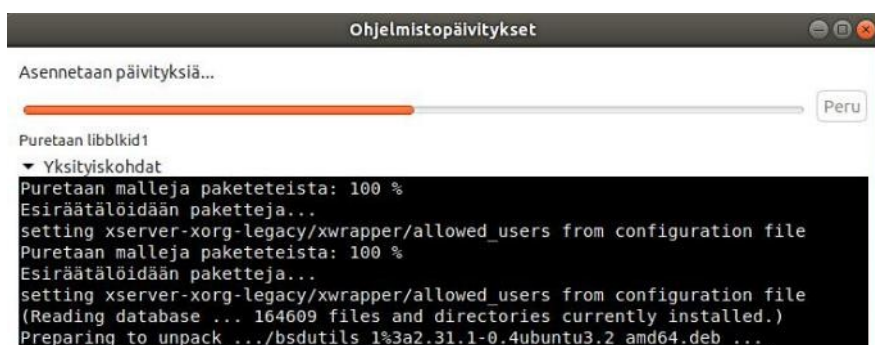 Ohjelmistopäivitykset
Asennetaan päivityksiä...
Peru
Puretaan libblkid1
Yksityiskohdat
Puretaan malleja paketeteista: 100 %
Esiräätälöidään paketteja...
setting xserver-xorg-legacy/xwrapper/allowed_users from configuration file
Puretaan malleja paketeteista: 100 %
Esiräätälöidään paketteja...
setting xserver-xorg-legacy/xwrapper/allowed_users from configuration file
(Reading database ... 164609 files and directories currently installed.)
Preparing to unpack .../bsdutils_1%3a2.31.1-0.4ubuntu3.2_amd64.deb ...